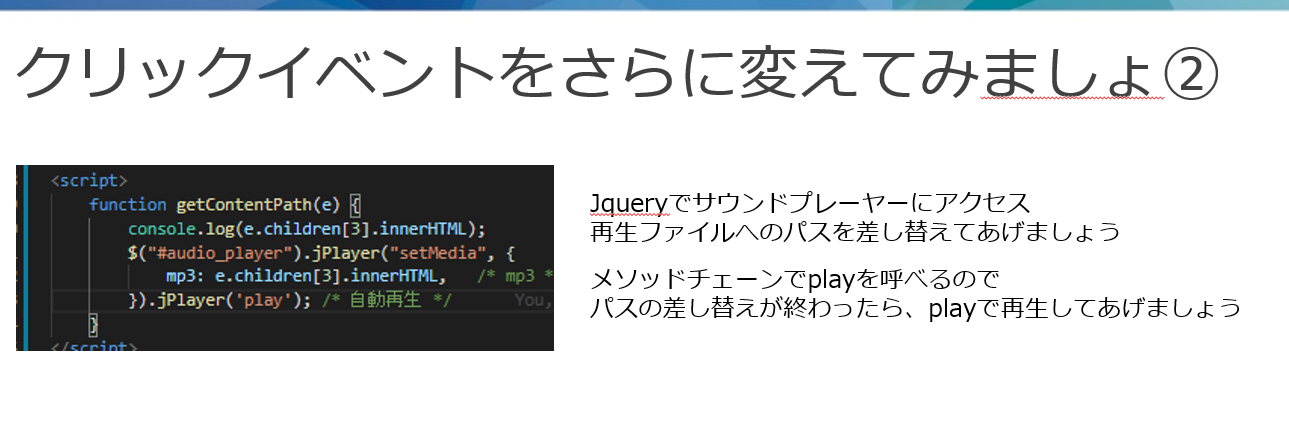 クリックイベントをさらに変えてみましょ②
<script>
function getContentPath(e) {
console.log(e.children[3].innerHTML);
$("#audio_player").jPlayer("setMedia", {
mp3: e.children[3].innerHTML, /* mp3 *
}).jPlayer('play'); /* 自動再生 */ You,
}
</script>
Jqueryでサウンドプレーヤーにアクセス
再生ファイルへのパスを差し替えてあげましょう
メソッドチェーンでplayを呼べるので
パスの差し替えが終わったら、playで再生してあげましょう